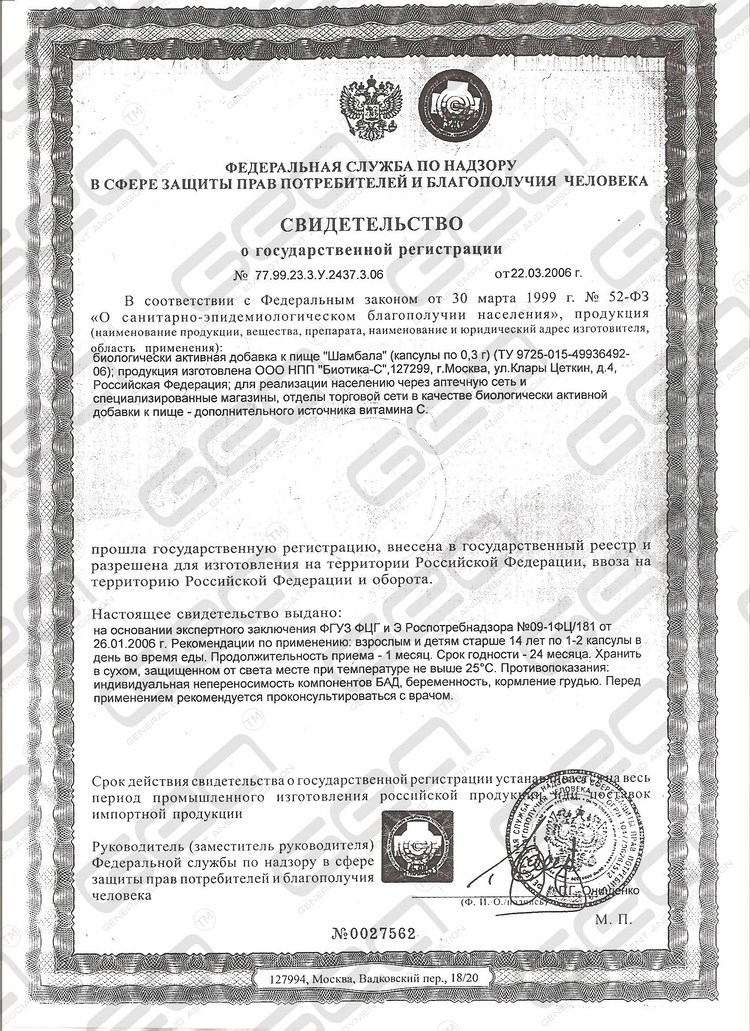 ФЕДЕРАЛЬНАЯ СЛУЖБА ПО НАДЗОРУ
В СФЕРЕ ЗАЩИТЫ ПРАВ ПОТРЕБИТЕЛЕЙ И БЛАГОПОЛУЧИЯ ЧЕЛОВЕКА
СВИДЕТЕЛЬСТВО
о государственной регистрации
№ 77.99.23.3.У.2437.3.06 от 22.03.2006 г.
В соответствии с Федеральным законом от 30 марта 1999 г. № 52-ФЗ
«О санитарно-эпидемиологическом благополучии населения», продукция
(наименование продукции, вещества, препарата, наименование и юридический адрес изготовителя,
область применения):
биологически активная добавка к пище "Шамбала" (капсулы по 0,3 г) (ТУ 9725-015-49936492-
06); продукция изготовлена ООО НПП "Биотика-С",127299, г.Москва, ул.Клары Цеткин, д.4,
Российская Федерация; для реализации населению через аптечную сеть и
специализированные магазины, отделы торговой сети в качестве биологически активной
добавки к пище - дополнительного источника витамина С.
прошла государственную регистрацию, внесена в государственный реестр и
разрешена для изготовления на территории Российской Федерации, ввоза на
территорию Российской Федерации и оборота.
Настоящее свидетельство выдано:
на основании экспертного заключения ФГУЗ ФЦГ и Э Роспотребнадзора №09-1ФЦ/181 от
26.01.2006 г. Рекомендации по применению: взрослым и детям старше 14 лет по 1-2 капсулы в
день во время еды. Продолжительность приема - 1 месяц. Срок годности - 24 месяца. Хранить
в сухом, защищенном от света месте при температуре не выше 25°С. Противопоказания:
индивидуальная непереносимость компонентов БАД, беременность, кормление грудью. Перед
применением рекомендуется проконсультироваться с врачом.
Срок действия свидетельства о государственной регистрации устанавливается на весь
период промышленного изготовления российской продукции или поставок
импортной продукции
Руководитель (заместитель руководителя)
Федеральной службы по надзору в сфере
защиты прав потребителей и благополучия
человека
Г.Г. Онищенко
(Ф. И. О./подпись)
М. П.
№0027562
127994, Москва, Вадковский пер., 18/20